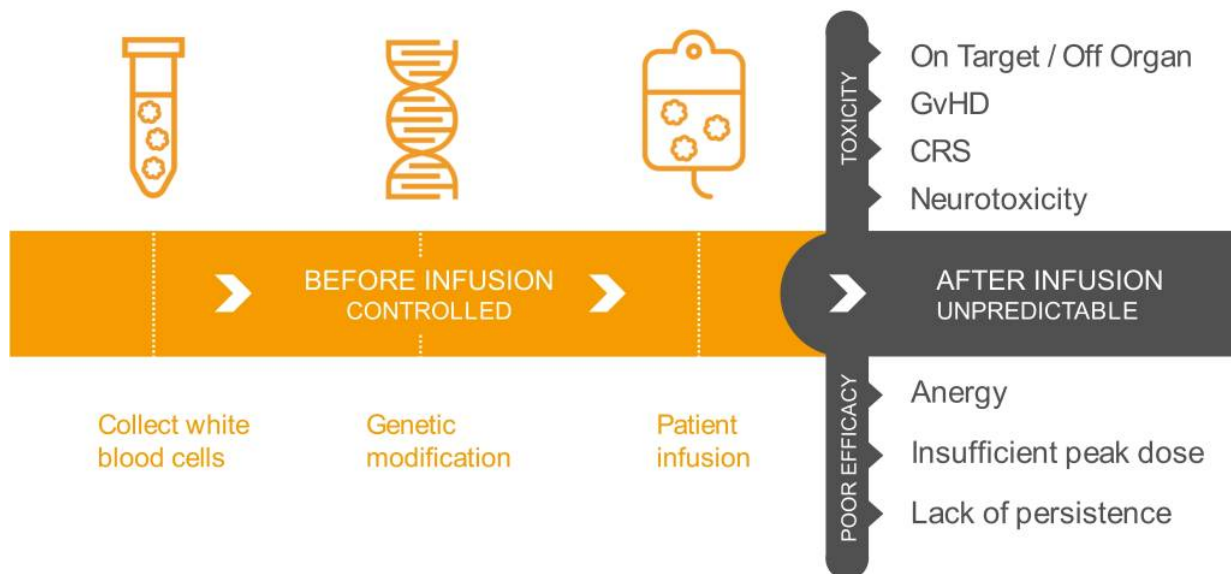 TOXICITY
On Target / Off Organ
GvHD
CRS
Neurotoxicity
BEFORE INFUSION
CONTROLLED
AFTER INFUSION
UNPREDICTABLE
Collect white
blood cells
Genetic
modification
Patient
infusion
POOR EFFICACY
Anergy
Insufficient peak dose
Lack of persistence